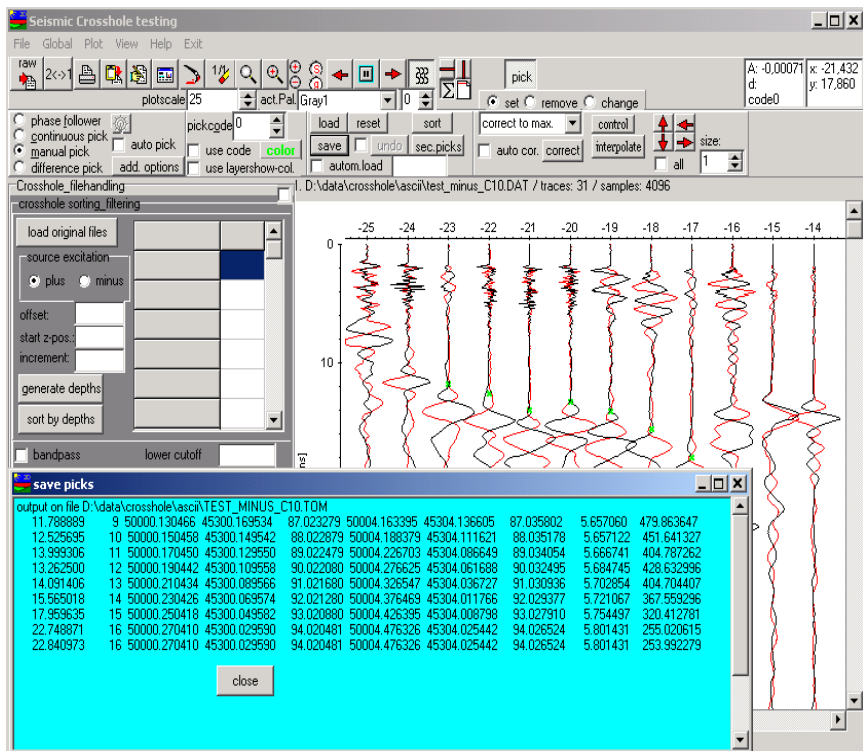 Seismic Crosshole testing
File Global Plot View Help Exit
raw 2<->1 1/f
pick
A: -0,00071 x: -21,432
d: y: 17,860
code0
plotscale 25 act.Pal. Gray1 0
set remove change
phase follower pickcode 0 load reset sort correct to max. control
continuous pick auto pick use code color save undo sec.picks auto cor. correct interpolate size:
manual pick use layershow-col. autom.load all 1
difference pick add. options
Crosshole_filehandling
l. D:\data\crosshole\ascii\test_minus_C10.DAT / traces: 31 / samples: 4096
crosshole sorting_filtering
load original files
source excitation
plus minus
offset:
start z-pos.:
increment:
generate depths
sort by depths
bandpass lower cutoff
-25 -24 -23 -22 -21 -20 -19 -18 -17 -16 -15 -14
0
10
ns]
save picks
output on file D:\data\crosshole\ascii\TEST_MINUS_C10.TOM
11.788889 9 50000.130466 45300.169534 87.023279 50004.163395 45304.136605 87.035802 5.657060 479.863647
12.525695 10 50000.150458 45300.149542 88.022879 50004.188379 45304.111621 88.035178 5.657122 451.641327
13.999306 11 50000.170450 45300.129550 89.022479 50004.226703 45304.086649 89.034054 5.666741 404.787262
13.262500 12 50000.190442 45300.109558 90.022080 50004.276625 45304.061688 90.032495 5.684745 428.632996
14.091406 13 50000.210434 45300.089566 91.021680 50004.326547 45304.036727 91.030936 5.702854 404.704407
15.565018 14 50000.230426 45300.069574 92.021280 50004.376469 45304.011766 92.029377 5.721067 367.559296
17.959635 15 50000.250418 45300.049582 93.020880 50004.426395 45304.008798 93.027910 5.754497 320.412781
22.748871 16 50000.270410 45300.029590 94.020481 50004.476326 45304.025442 94.026524 5.801431 255.020615
22.840973 16 50000.270410 45300.029590 94.020481 50004.476326 45304.025442 94.026524 5.801431 253.992279
close